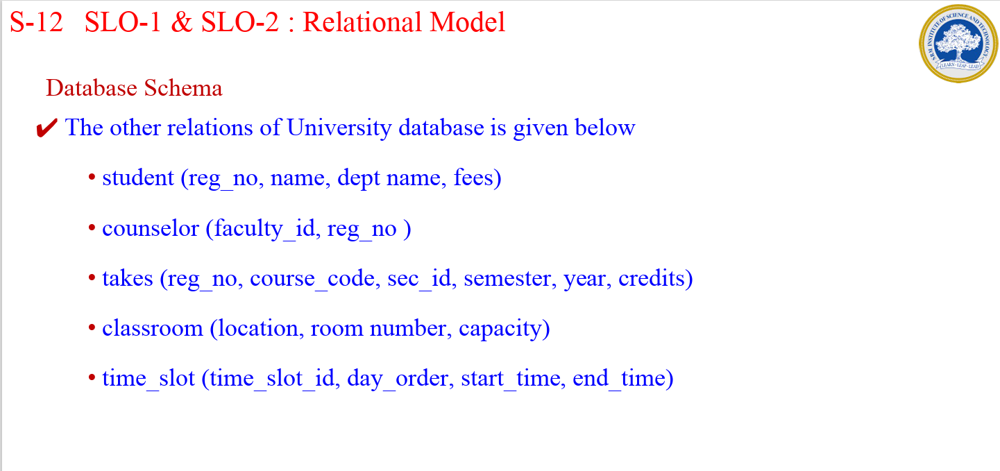 S-12 SLO-1 & SLO-2 : Relational Model
SRM INSTITUTE OF SCIENCE AND TECHNOLOGY
LEARN - LEAP - LEAD
Database Schema
✔ The other relations of University database is given below
• student (reg_no, name, dept name, fees)
• counselor (faculty_id, reg_no )
• takes (reg_no, course_code, sec_id, semester, year, credits)
• classroom (location, room number, capacity)
• time_slot (time_slot_id, day_order, start_time, end_time)